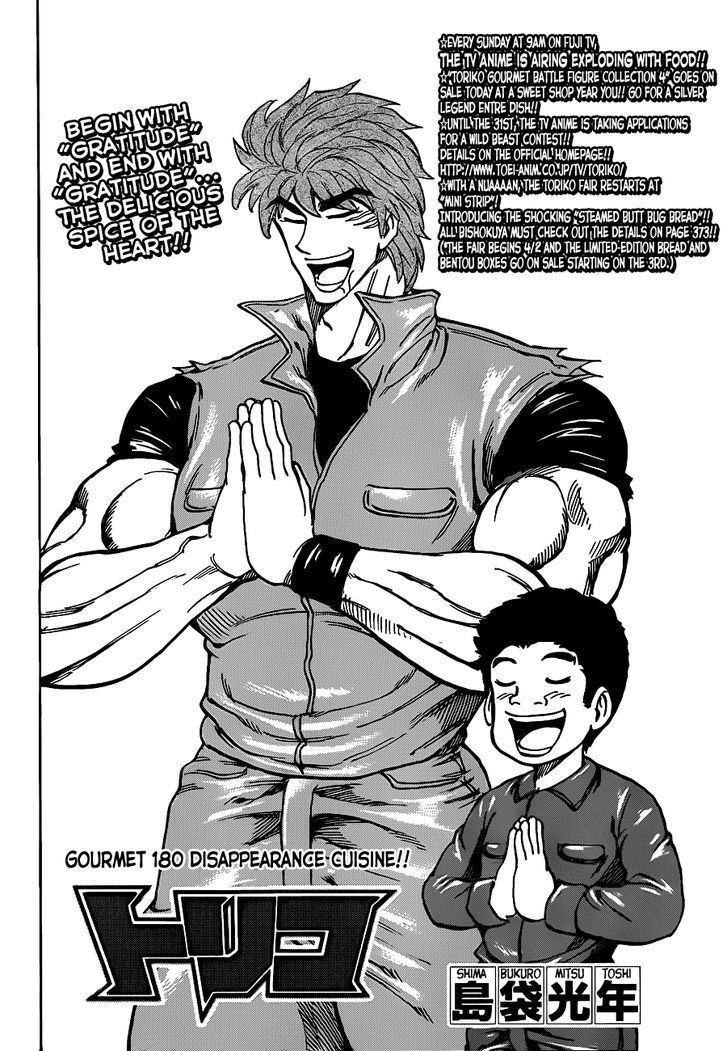 BEGIN WITH
"GRATITUDE"
AND END WITH
"GRATITUDE"...
THE DELICIOUS
SPICE OF THE
HEART!!
☆EVERY SUNDAY AT 9AM ON FUJI TV,
THE TV ANIME IS AIRING EXPLODING WITH FOOD!!
☆"TORIKO GOURMET BATTLE FIGURE COLLECTION 4" GOES ON
SALE TODAY AT A SWEET SHOP YEAR YOU!! GO FOR A SILVER
LEGEND ENTRE DISH!!
☆UNTIL THE 31ST, THE TV ANIME IS TAKING APPLICATIONS
FOR A WILD BEAST CONTEST!!
DETAILS ON THE OFFICIAL HOMEPAGE!!
HTTP://WWW.TOEI-ANIM.CO.JP/TV/TORIKO/
☆WITH A NUAAAAN, THE TORIKO FAIR RESTARTS AT
"MINI STRIP"!
INTRODUCING THE SHOCKING "STEAMED BUTT BUG BREAD"!!
ALL BISHOKUYA MUST CHECK OUT THE DETAILS ON PAGE 373!!
(*THE FAIR BEGINS 4/2 AND THE LIMITED-EDITION BREAD AND
BENTOU BOXES GO ON SALE STARTING ON THE 3RD.)
GOURMET 180 DISAPPEARANCE CUISINE!!
トリコ
SHIMA BUKURO MITSU TOSHI
島袋光年